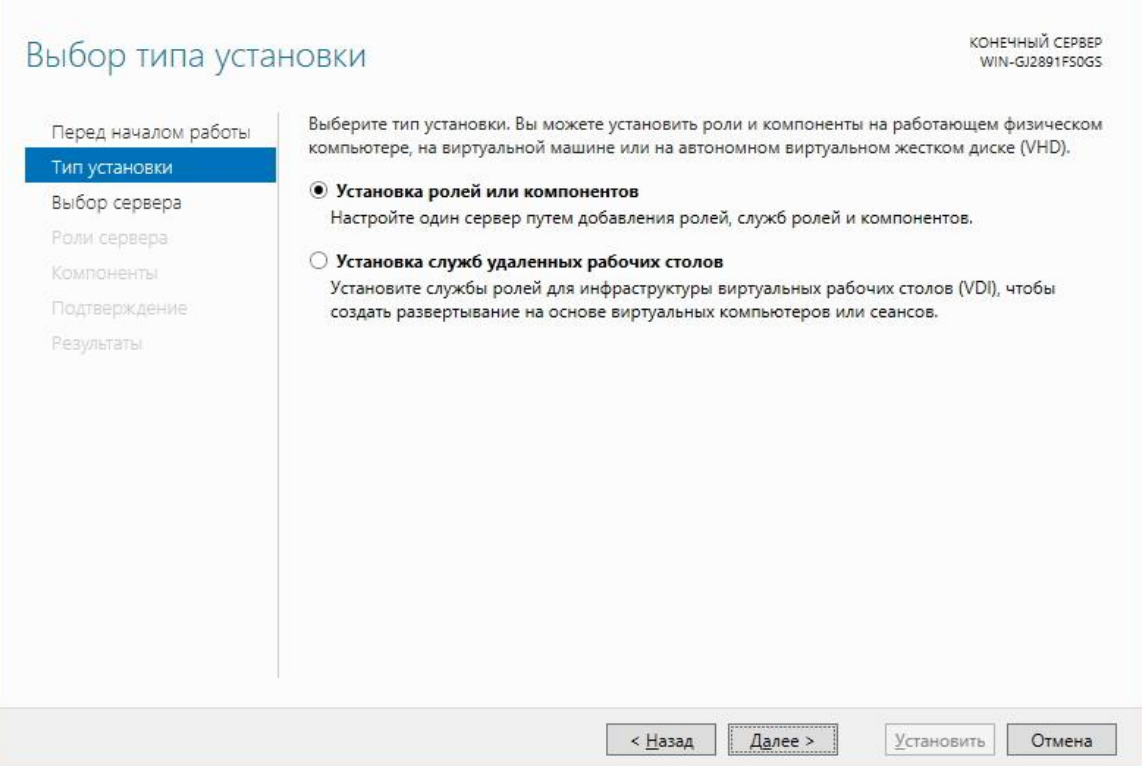 Выбор типа установки
КОНЕЧНЫЙ СЕРВЕР
WIN-GJ2891FS0GS
Перед началом работы
Тип установки
Выбор сервера
Роли сервера
Компоненты
Подтверждение
Результаты
Выберите тип установки. Вы можете установить роли и компоненты на работающем физическом
компьютере, на виртуальной машине или на автономном виртуальном жестком диске (VHD).
Установка ролей или компонентов
Настройте один сервер путем добавления ролей, служб ролей и компонентов.
Установка служб удаленных рабочих столов
Установите службы ролей для инфраструктуры виртуальных рабочих столов (VDI), чтобы
создать развертывание на основе виртуальных компьютеров или сеансов.
< Назад
Далее >
Установить
Отмена